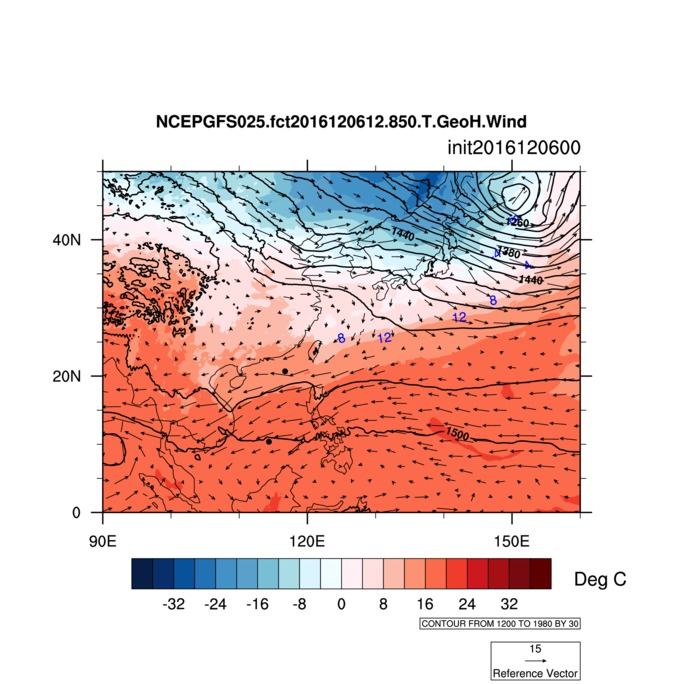 NCEPGFS025.fct2016120612.850.T.GeoH.Wind
init2016120600
1260
1440
1380
40N
1440
8
12
8 12
20N
1500
0
90E 120E 150E
-32 -24 -16 -8 0 8 16 24 32 Deg C
CONTOUR FROM 1200 TO 1980 BY 30
15
Reference Vector